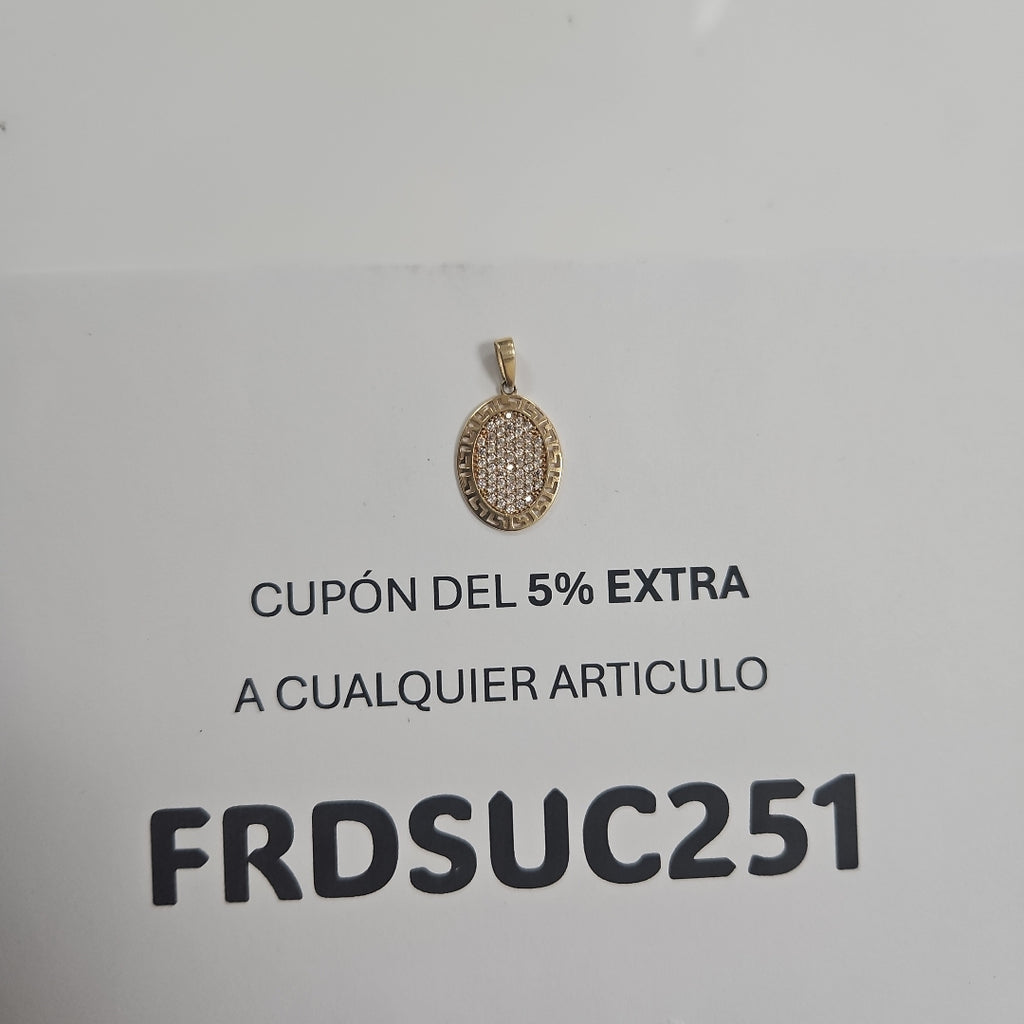 CUPÓN DEL 5% EXTRA
A CUALQUIER ARTICULO
FRDSUC251